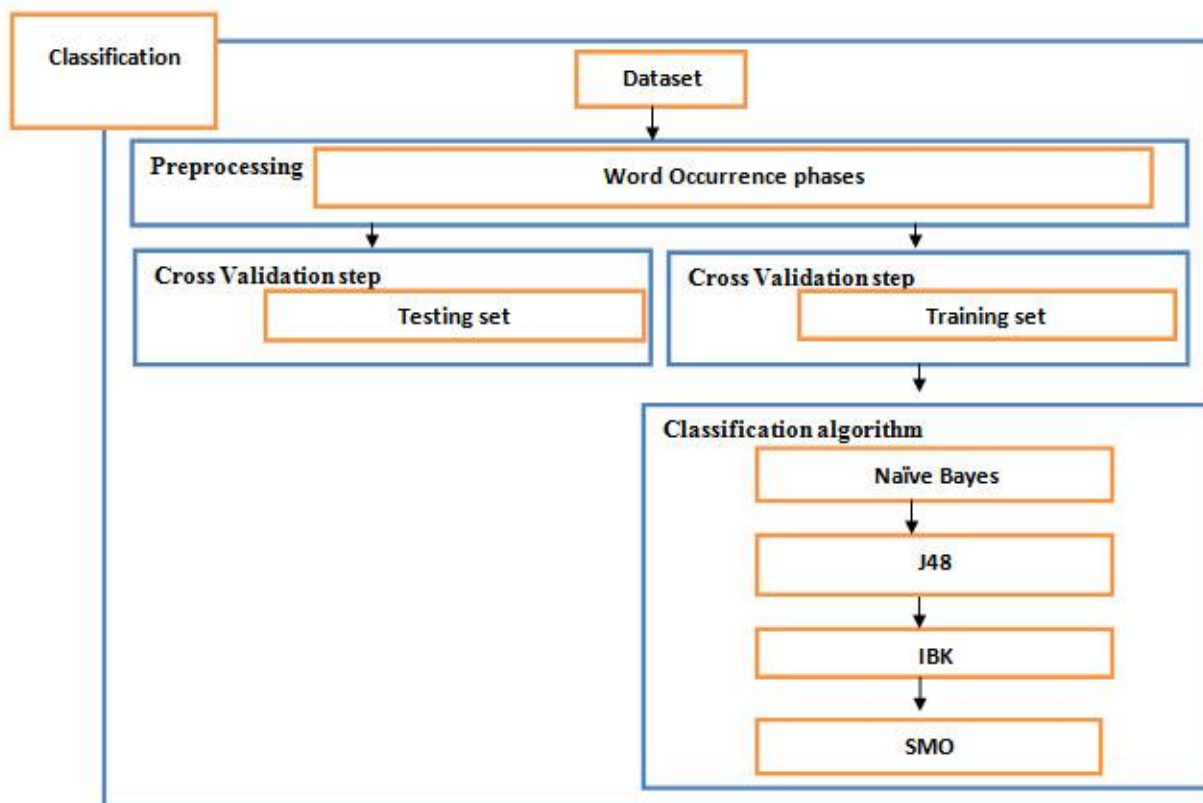 Classification
Dataset
Preprocessing
Word Occurrence phases
Cross Validation step
Testing set
Cross Validation step
Training set
Classification algorithm
Naïve Bayes
J48
IBK
SMO